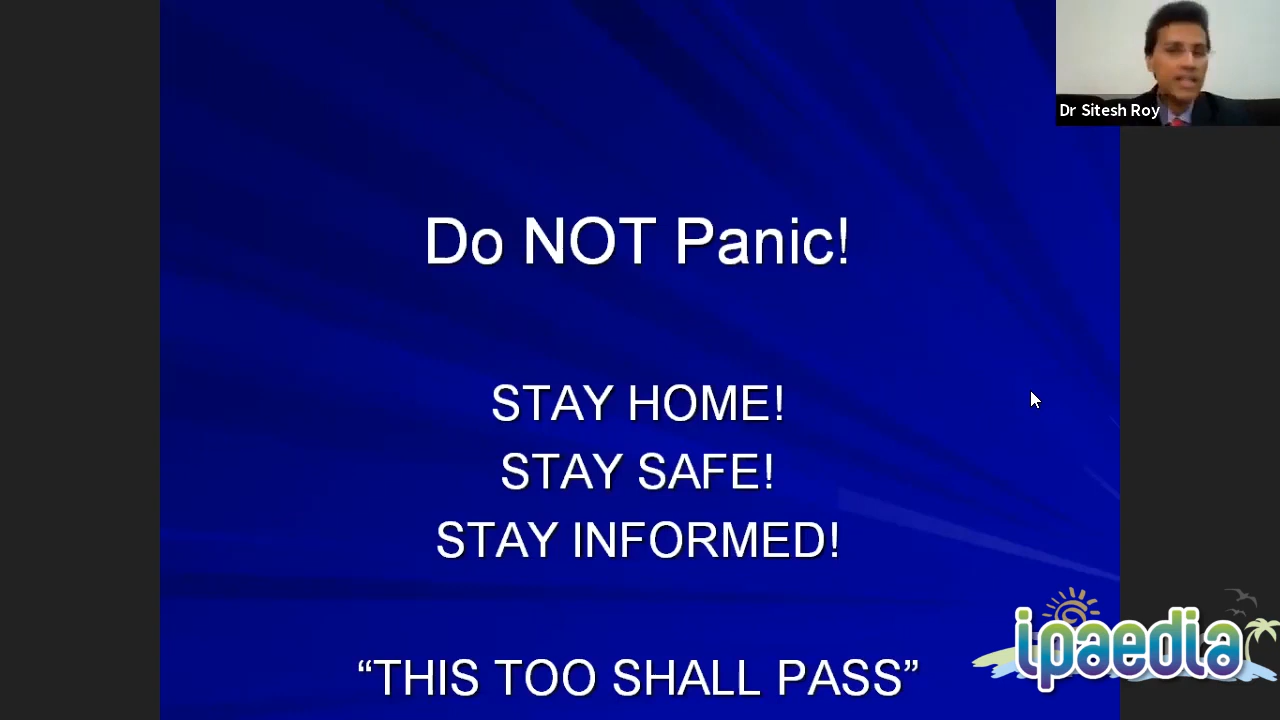 Dr Sitesh Roy
Do NOT Panic!
STAY HOME!
STAY SAFE!
STAY INFORMED!
“THIS TOO SHALL PASS”
ipaedia